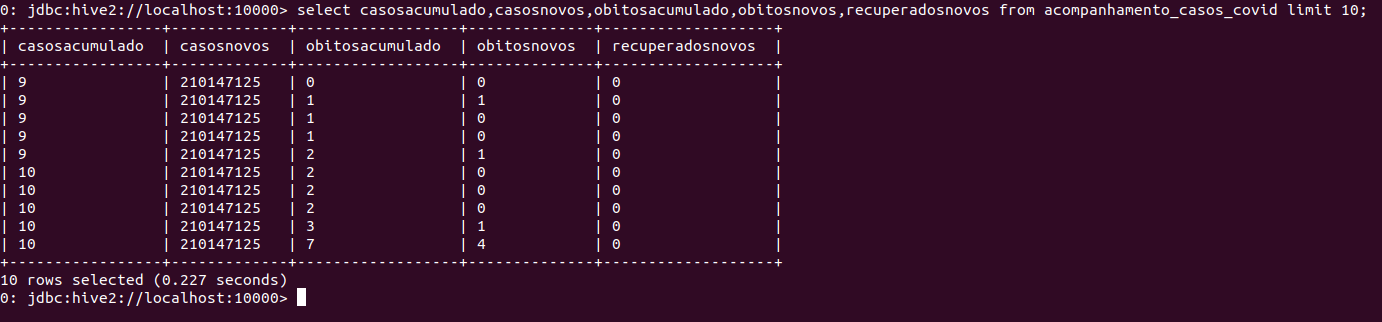 0: jdbc:hive2://localhost:10000> select casosacumulado,casosnovos,obitosacumulado,obitosnovos,recuperadosnovos from acompanhamento_casos_covid limit 10;
+-----------------+-------------+------------------+--------------+-------------------+
| casosacumulado | casosnovos | obitosacumulado | obitosnovos | recuperadosnovos |
+-----------------+-------------+------------------+--------------+-------------------+
| 9 | 210147125 | 0 | 0 | 0 |
| 9 | 210147125 | 1 | 1 | 0 |
| 9 | 210147125 | 1 | 0 | 0 |
| 9 | 210147125 | 1 | 0 | 0 |
| 9 | 210147125 | 2 | 1 | 0 |
| 10 | 210147125 | 2 | 0 | 0 |
| 10 | 210147125 | 2 | 0 | 0 |
| 10 | 210147125 | 2 | 0 | 0 |
| 10 | 210147125 | 3 | 1 | 0 |
| 10 | 210147125 | 7 | 4 | 0 |
+-----------------+-------------+------------------+--------------+-------------------+
10 rows selected (0.227 seconds)
0: jdbc:hive2://localhost:10000>